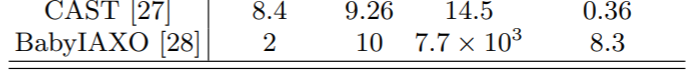 CAST [27] 8.4 9.26 14.5 0.36
BabyIAXO [28] 2 10 7.7 × 10³ 8.3